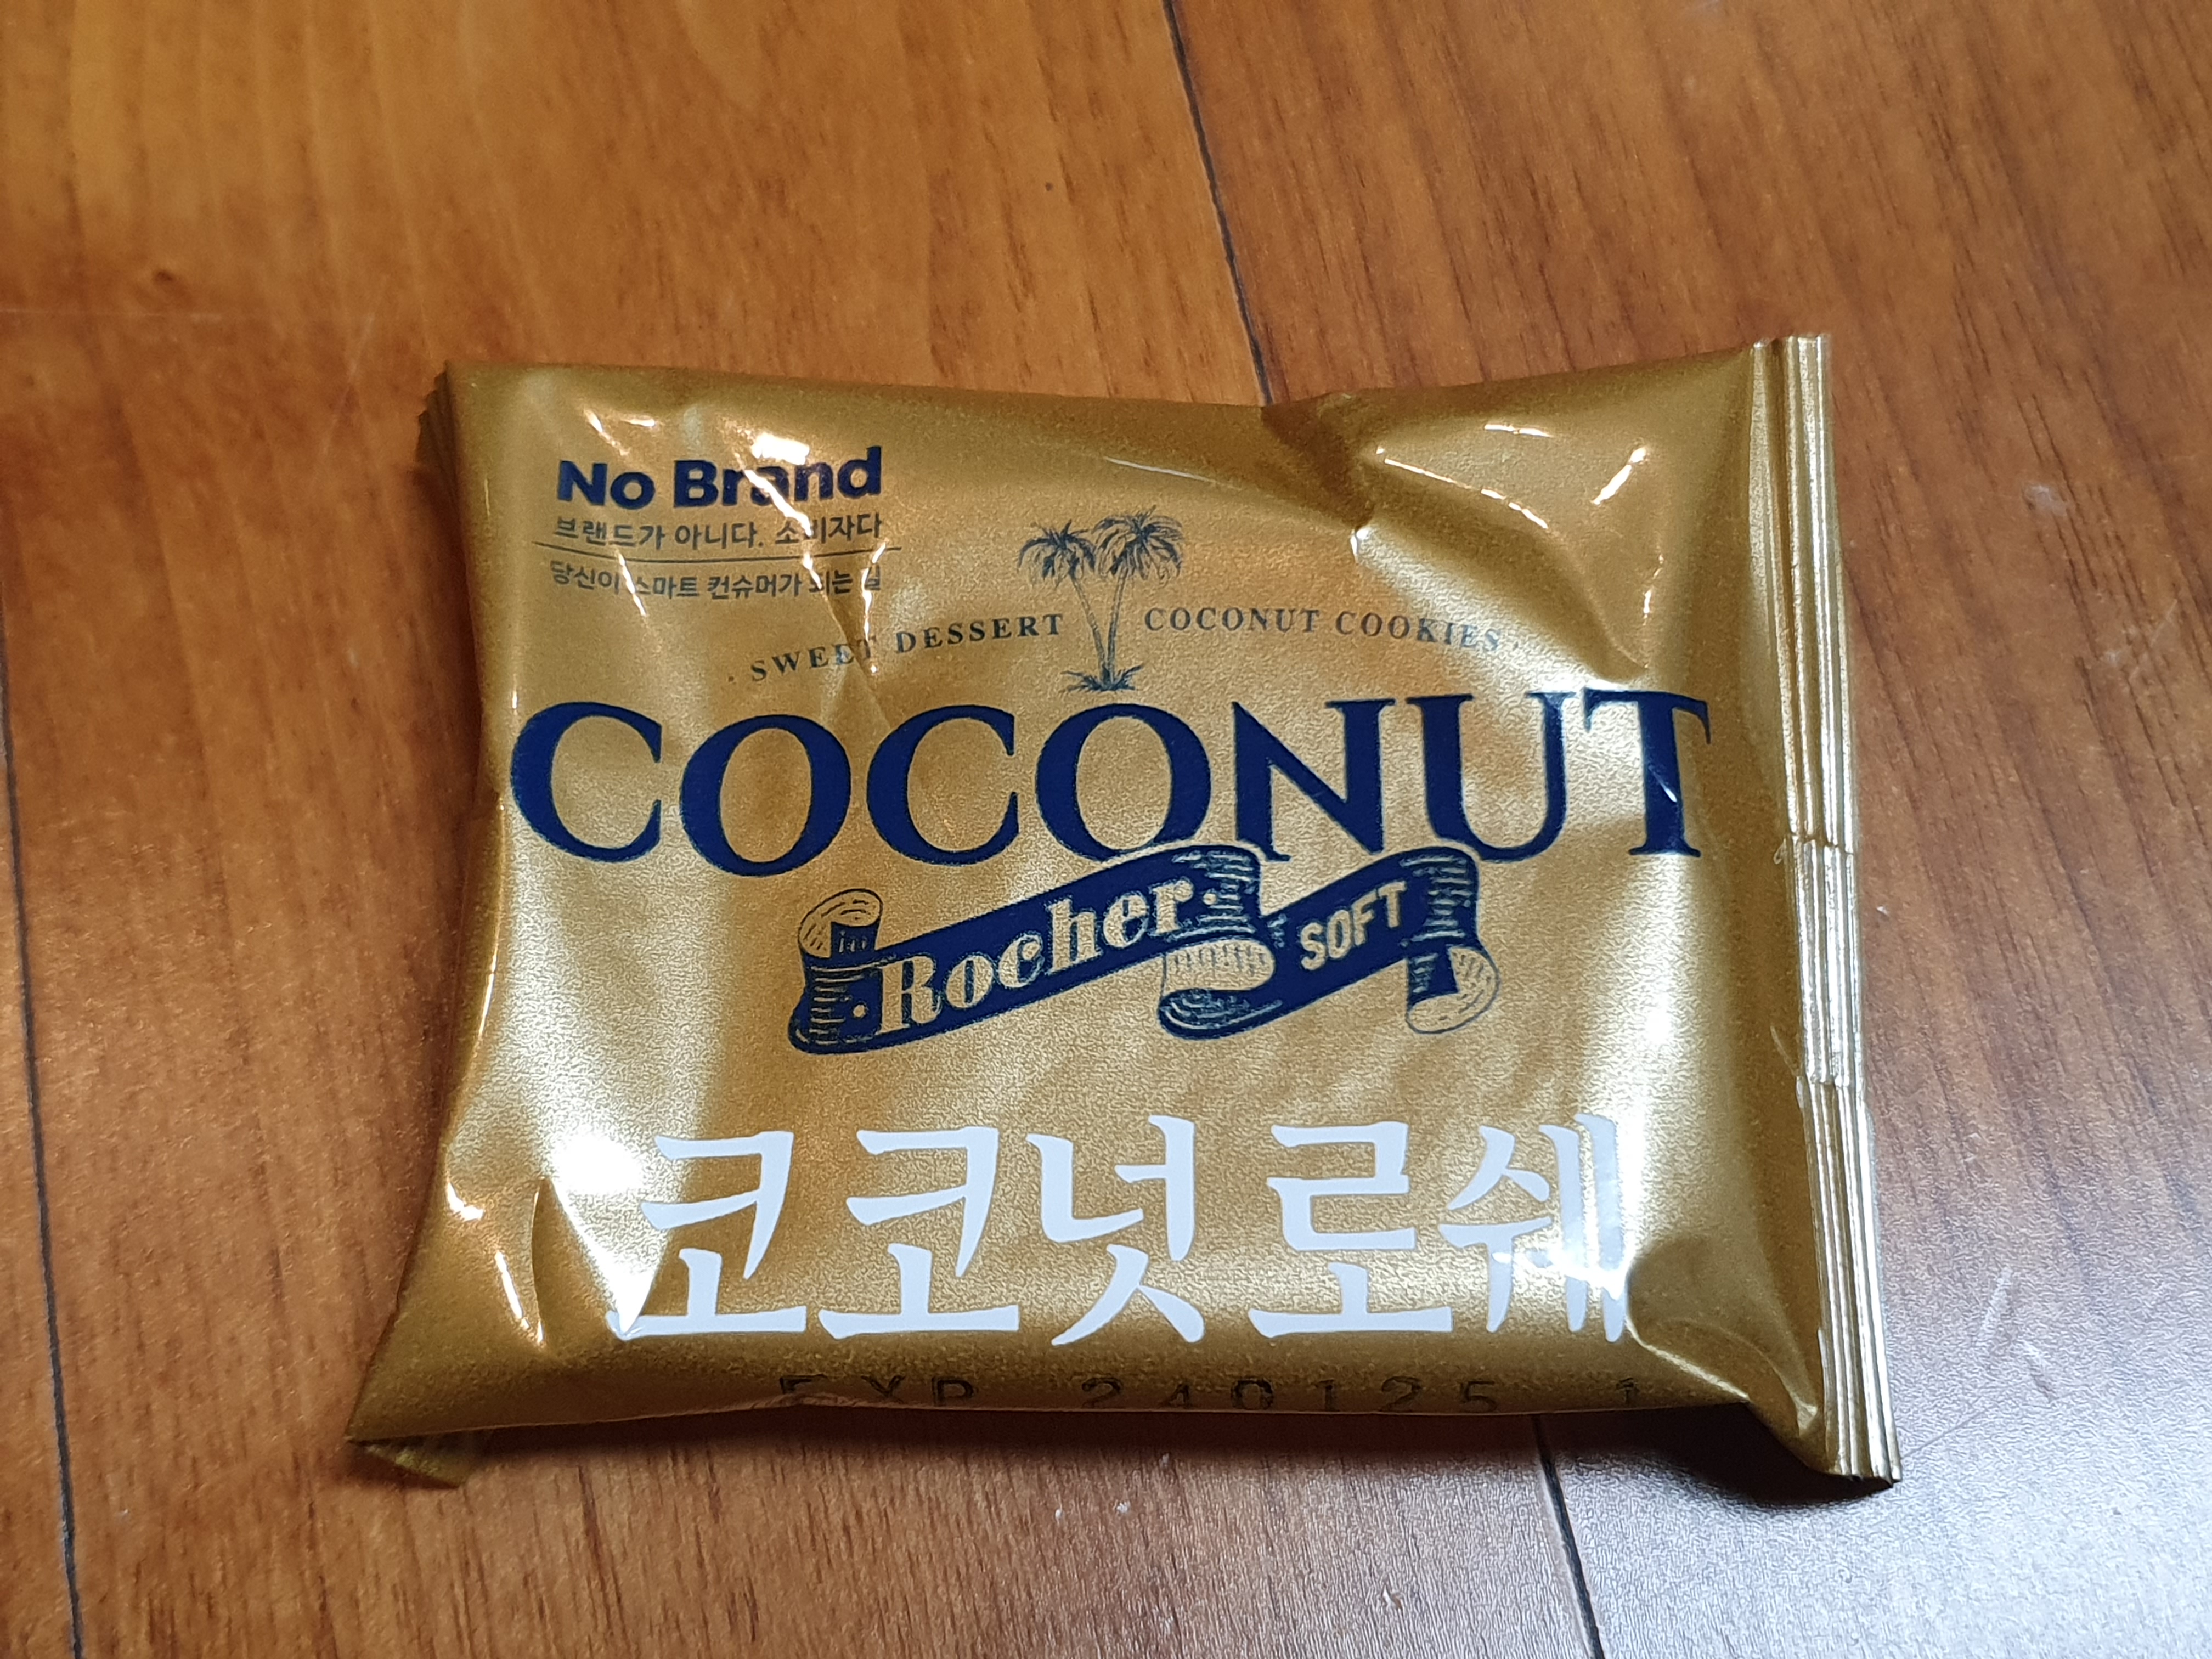 No Brand
브랜드가 아니다. 소비자다
당신이 스마트 컨슈머가 되는 길
· SWEET DESSERT COCONUT COOKIES ·
COCONUT
· Rocher · SOFT
코코넛 로쉐
EXP 240125 1